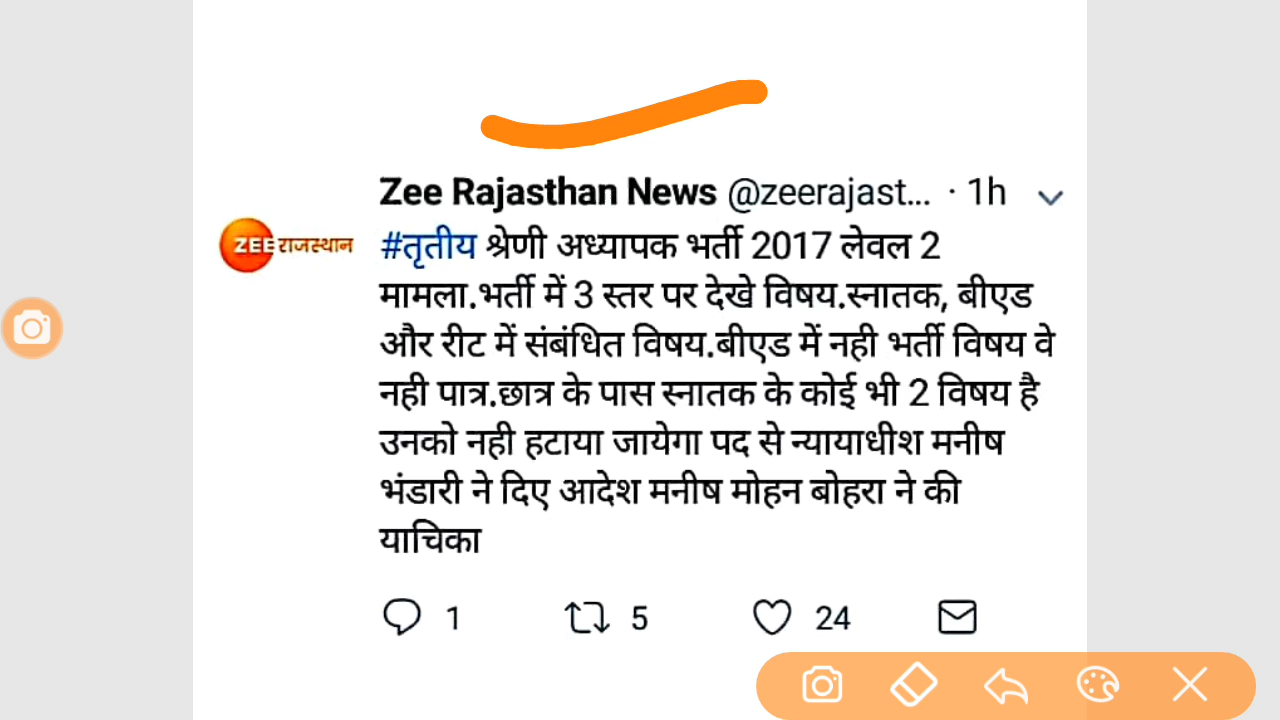 Zee Rajasthan News @zeerajast... · 1h
ZEE राजस्थान
#तृतीय श्रेणी अध्यापक भर्ती 2017 लेवल 2
मामला.भर्ती में 3 स्तर पर देखे विषय.स्नातक, बीएड
और रीट में संबंधित विषय.बीएड में नही भर्ती विषय वे
नही पात्र.छात्र के पास स्नातक के कोई भी 2 विषय है
उनको नही हटाया जायेगा पद से न्यायाधीश मनीष
भंडारी ने दिए आदेश मनीष मोहन बोहरा ने की
याचिका
1 5 24